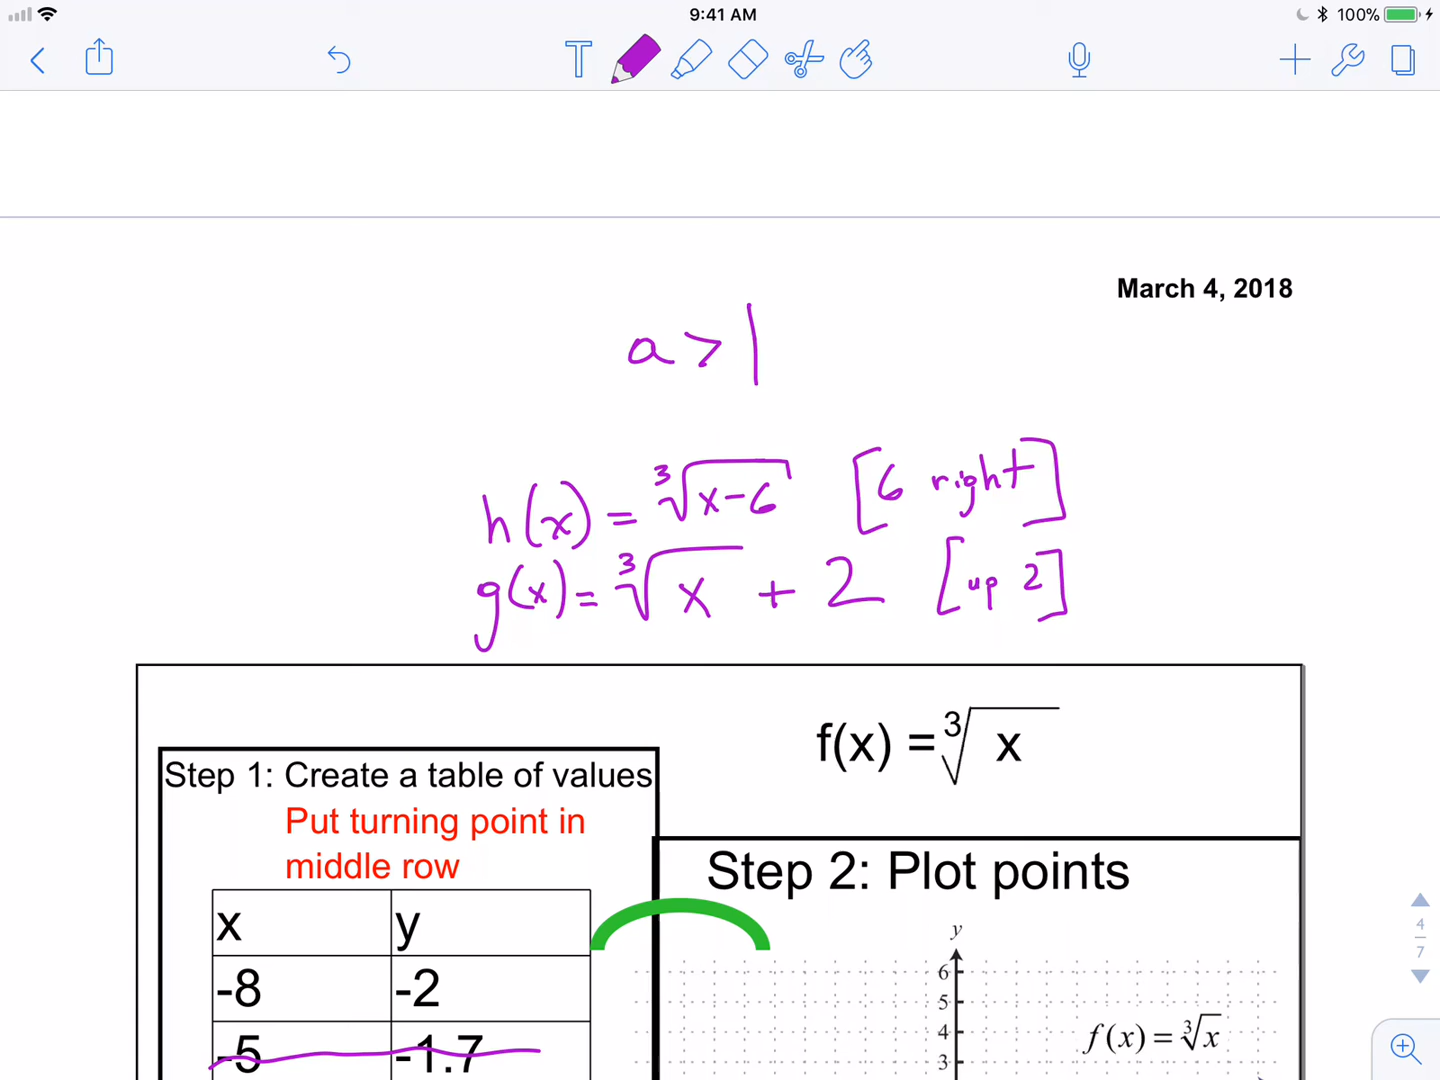 9:41 AM
100%
T
March 4, 2018
a > 1
h(x) = ∛(x-6) [6 right]
g(x) = ∛x + 2 [up 2]
f(x) = ∛x
Step 1: Create a table of values
Put turning point in
middle row
x y
-8 -2
-5 -1.7
Step 2: Plot points
y
6
5
4
3
f(x) = ∛x
4
7